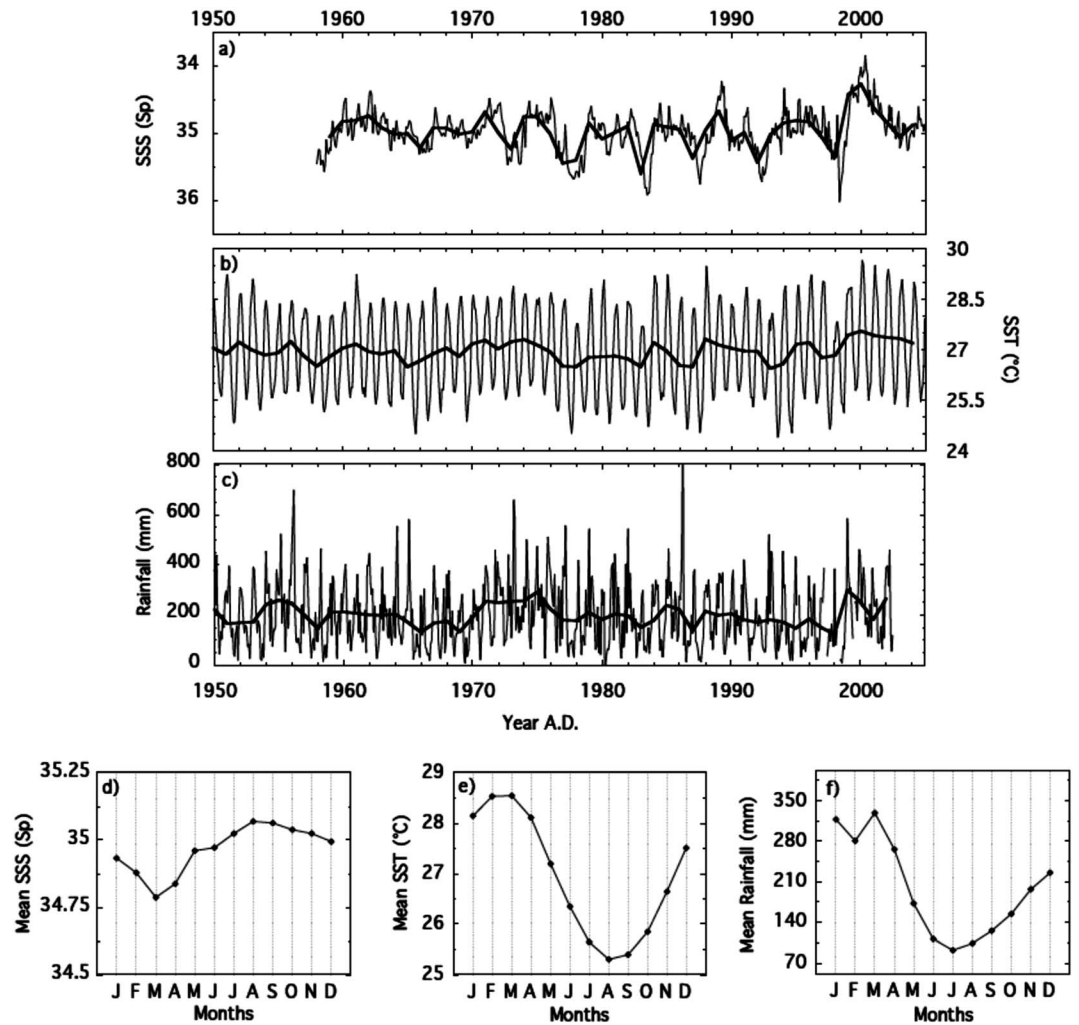 1950 1960 1970 1980 1990 2000
a)
34
35
36
SSS (Sp)
b)
30
28.5
27
25.5
24
SST (°C)
c)
800
600
400
200
0
Rainfall (mm)
1950 1960 1970 1980 1990 2000
Year A.D.
d)
35.25
35
34.75
34.5
Mean SSS (Sp)
J F M A M J J A S O N D
Months
e)
29
28
27
26
25
Mean SST (°C)
J F M A M J J A S O N D
Months
f)
350
280
210
140
70
Mean Rainfall (mm)
J F M A M J J A S O N D
Months